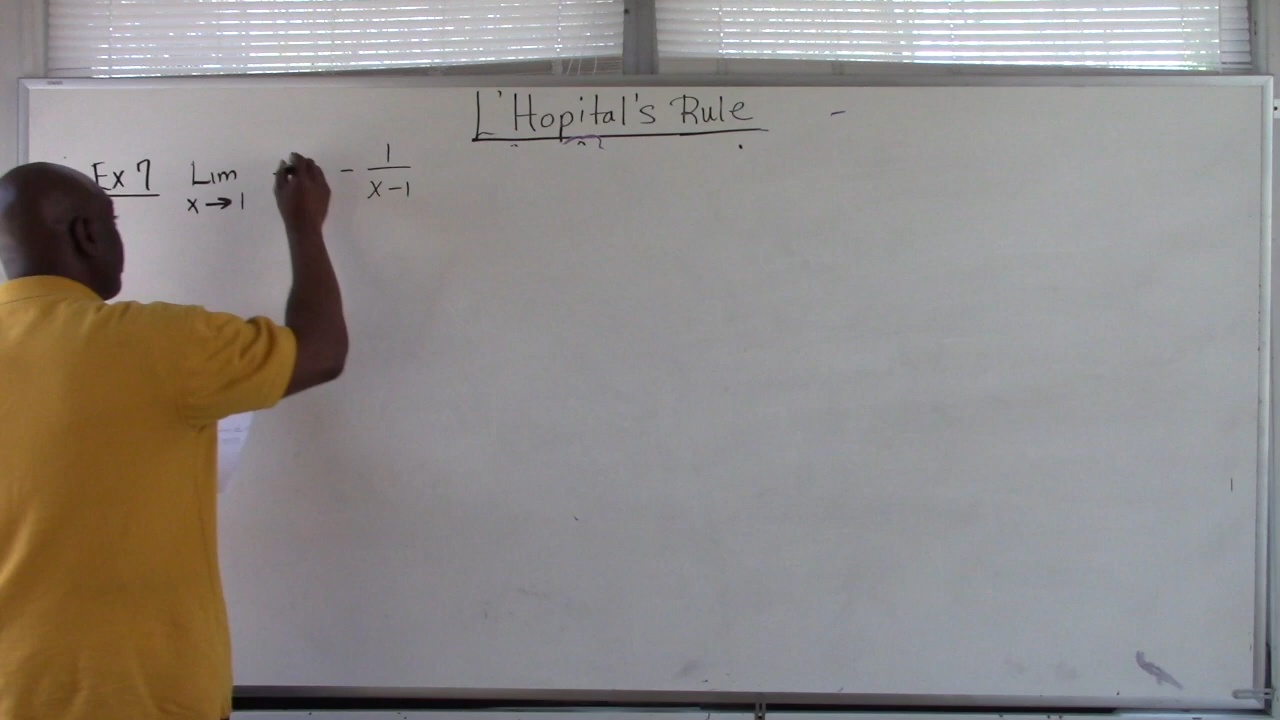 L'Hopital's Rule
Ex 7 Lim x→1 - 1/(x-1)